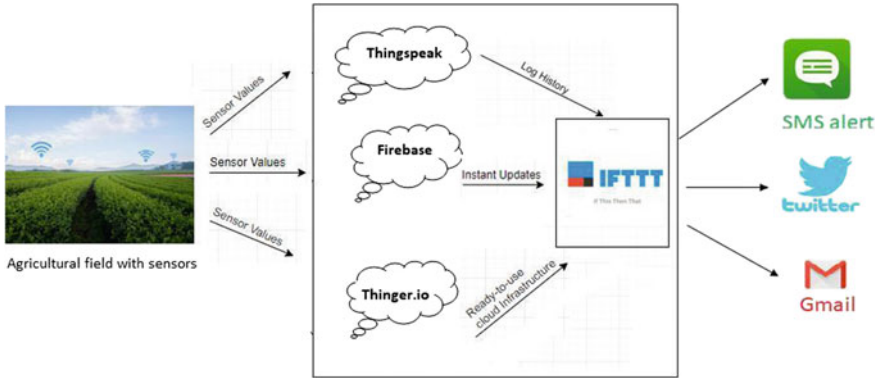 Thingspeak
Sensor Values
Log History
SMS alert
Firebase
Sensor Values
Instant Updates
IFTTT
If This Then That
twitter
Sensor Values
Agricultural field with sensors
Thinger.io
Ready-to-use
cloud Infrastructure
Gmail